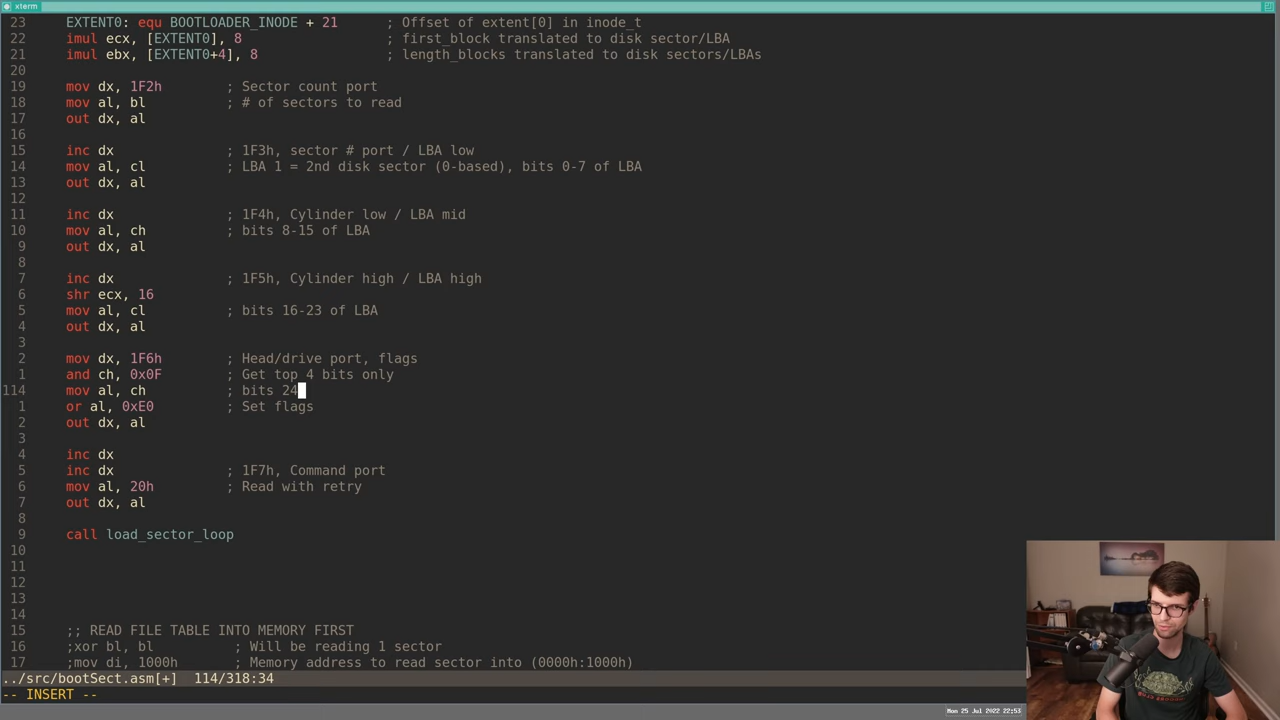 xterm
23 EXTENT0: equ BOOTLOADER_INODE + 21 ; Offset of extent[0] in inode_t
22 imul ecx, [EXTENT0], 8 ; first_block translated to disk sector/LBA
21 imul ebx, [EXTENT0+4], 8 ; length_blocks translated to disk sectors/LBAs
20
19 mov dx, 1F2h ; Sector count port
18 mov al, bl ; # of sectors to read
17 out dx, al
16
15 inc dx ; 1F3h, sector # port / LBA low
14 mov al, cl ; LBA 1 = 2nd disk sector (0-based), bits 0-7 of LBA
13 out dx, al
12
11 inc dx ; 1F4h, Cylinder low / LBA mid
10 mov al, ch ; bits 8-15 of LBA
9 out dx, al
8
7 inc dx ; 1F5h, Cylinder high / LBA high
6 shr ecx, 16
5 mov al, cl ; bits 16-23 of LBA
4 out dx, al
3
2 mov dx, 1F6h ; Head/drive port, flags
1 and ch, 0x0F ; Get top 4 bits only
114 mov al, ch ; bits 24
1 or al, 0xE0 ; Set flags
2 out dx, al
3
4 inc dx
5 inc dx ; 1F7h, Command port
6 mov al, 20h ; Read with retry
7 out dx, al
8
9 call load_sector_loop
10
11
12
13
14
15 ;; READ FILE TABLE INTO MEMORY FIRST
16 ;xor bl, bl ; Will be reading 1 sector
17 ;mov di, 1000h ; Memory address to read sector into (0000h:1000h)
../src/bootSect.asm[+] 114/318:34
-- INSERT --
Mon 25 Jul 2022 22:53